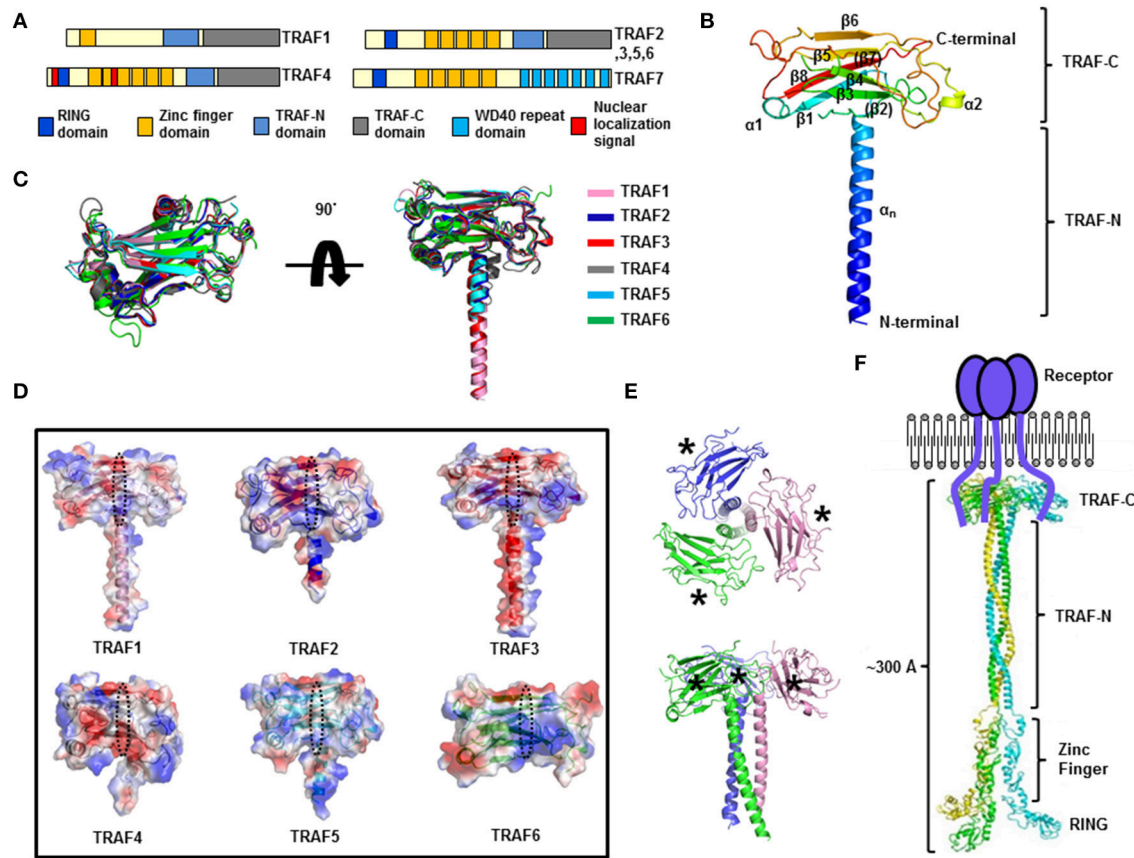 A
TRAF1
TRAF2
,3,5,6
TRAF4
TRAF7
RING
domain
Zinc finger
domain
TRAF-N
domain
TRAF-C
domain
WD40 repeat
domain
Nuclear
localization
signal
B
β6
C-terminal
β5
(β7)
β8
β4
β3
α2
α1
β1
(β2)
αn
N-terminal
TRAF-C
TRAF-N
C
90°
TRAF1
TRAF2
TRAF3
TRAF4
TRAF5
TRAF6
D
TRAF1
TRAF2
TRAF3
TRAF4
TRAF5
TRAF6
E
*
*
*
* * *
F
Receptor
TRAF-C
TRAF-N
~300 A
Zinc
Finger
RING